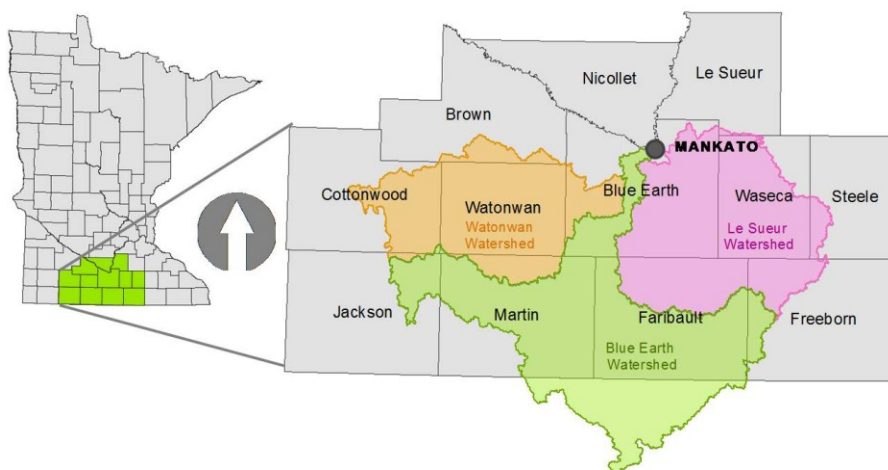 Le Sueur
Nicollet
Brown
MANKATO
Cottonwood
Watonwan
Watonwan
Watershed
Blue Earth
Waseca
Steele
Le Sueur
Watershed
Jackson
Martin
Faribault
Freeborn
Blue Earth
Watershed